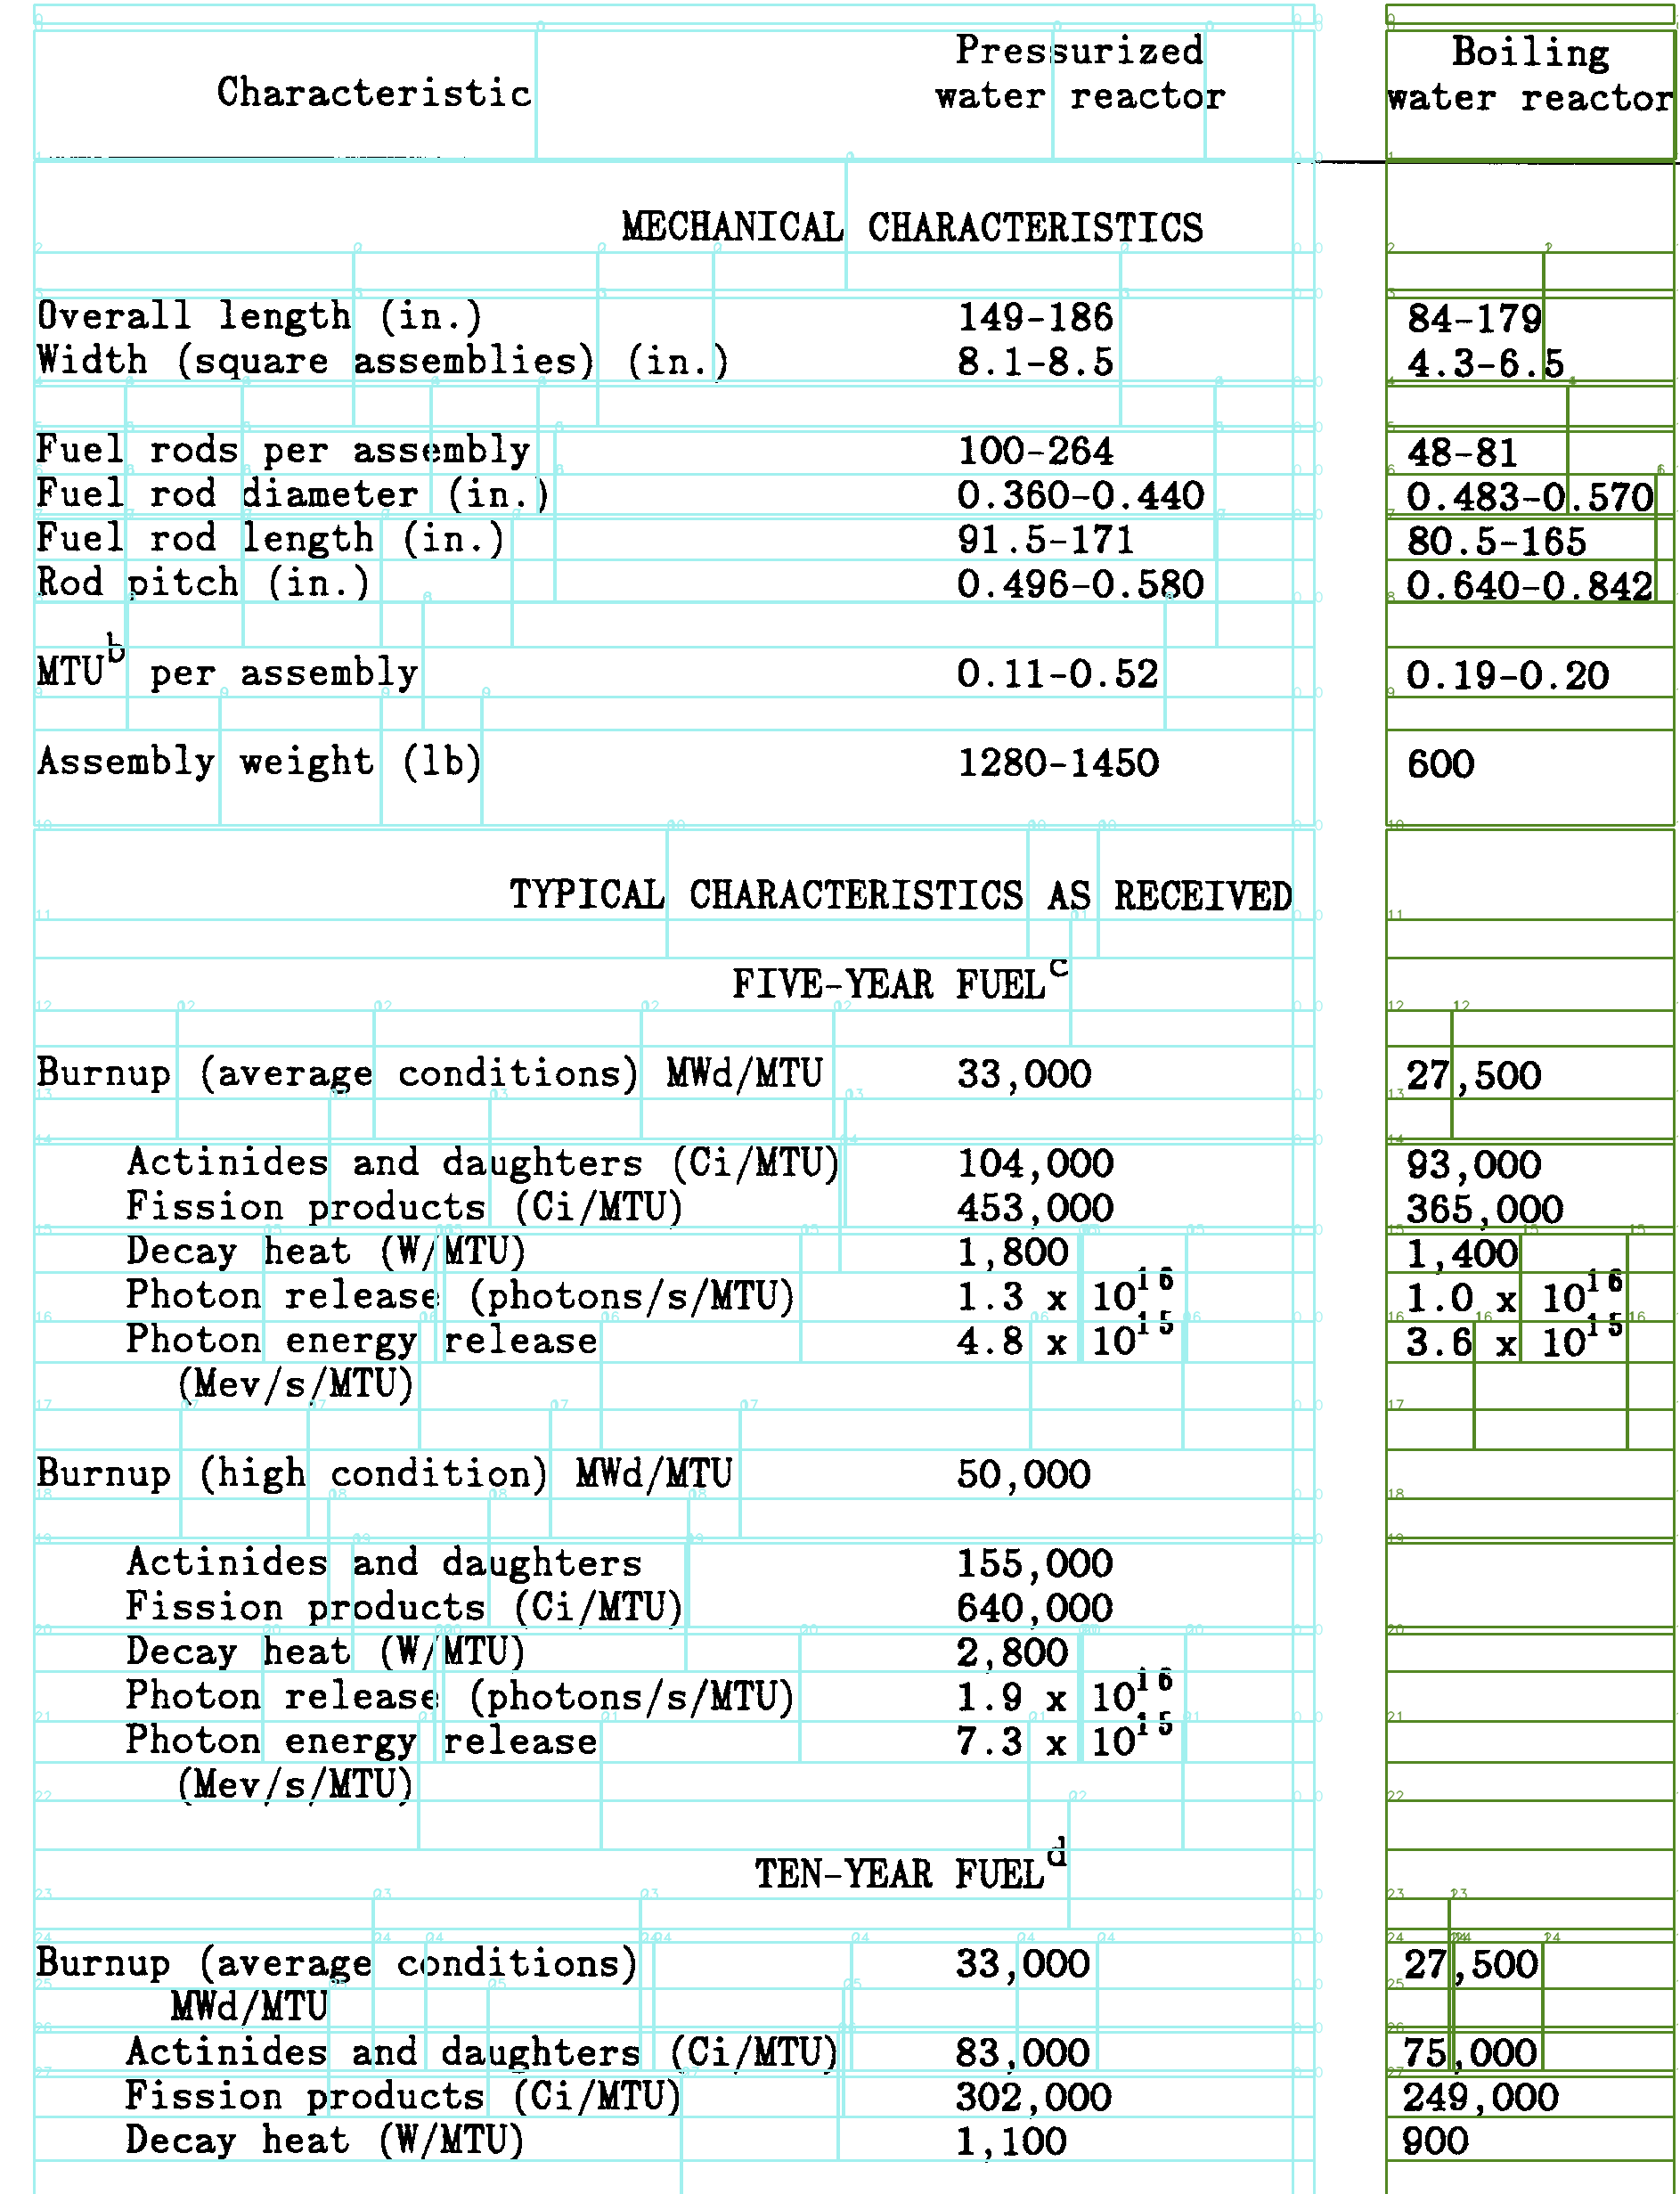 Characteristic Pressurized water reactor Boiling water reactor
MECHANICAL CHARACTERISTICS
Overall length (in.) 149-186 84-179
Width (square assemblies) (in.) 8.1-8.5 4.3-6.5
Fuel rods per assembly 100-264 48-81
Fuel rod diameter (in.) 0.360-0.440 0.483-0.570
Fuel rod length (in.) 91.5-171 80.5-165
Rod pitch (in.) 0.496-0.580 0.640-0.842
MTU^b per assembly 0.11-0.52 0.19-0.20
Assembly weight (lb) 1280-1450 600
TYPICAL CHARACTERISTICS AS RECEIVED
FIVE-YEAR FUEL^c
Burnup (average conditions) MWd/MTU 33,000 27,500
Actinides and daughters (Ci/MTU) 104,000 93,000
Fission products (Ci/MTU) 453,000 365,000
Decay heat (W/MTU) 1,800 1,400
Photon release (photons/s/MTU) 1.3 x 10^16 1.0 x 10^16
Photon energy release 4.8 x 10^15 3.6 x 10^15
(Mev/s/MTU)
Burnup (high condition) MWd/MTU 50,000
Actinides and daughters 155,000
Fission products (Ci/MTU) 640,000
Decay heat (W/MTU) 2,800
Photon release (photons/s/MTU) 1.9 x 10^16
Photon energy release 7.3 x 10^15
(Mev/s/MTU)
TEN-YEAR FUEL^d
Burnup (average conditions) 33,000 27,500
MWd/MTU
Actinides and daughters (Ci/MTU) 83,000 75,000
Fission products (Ci/MTU) 302,000 249,000
Decay heat (W/MTU) 1,100 900